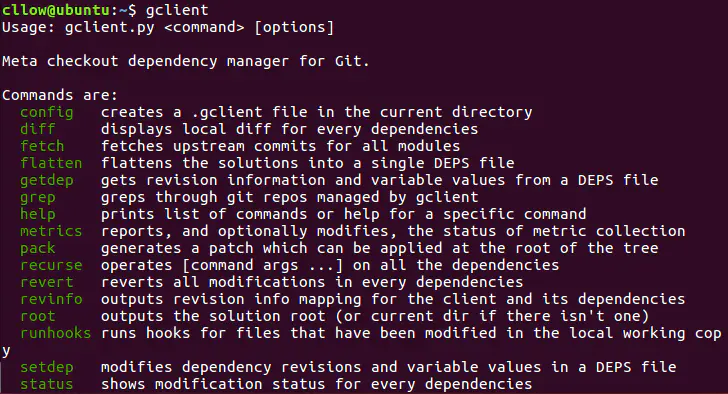 cllow@ubuntu:~$ gclient
Usage: gclient.py <command> [options]
Meta checkout dependency manager for Git.
Commands are:
config creates a .gclient file in the current directory
diff displays local diff for every dependencies
fetch fetches upstream commits for all modules
flatten flattens the solutions into a single DEPS file
getdep gets revision information and variable values from a DEPS file
grep greps through git repos managed by gclient
help prints list of commands or help for a specific command
metrics reports, and optionally modifies, the status of metric collection
pack generates a patch which can be applied at the root of the tree
recurse operates [command args ...] on all the dependencies
revert reverts all modifications in every dependencies
revinfo outputs revision info mapping for the client and its dependencies
root outputs the solution root (or current dir if there isn't one)
runhooks runs hooks for files that have been modified in the local working cop
y
setdep modifies dependency revisions and variable values in a DEPS file
status shows modification status for every dependencies